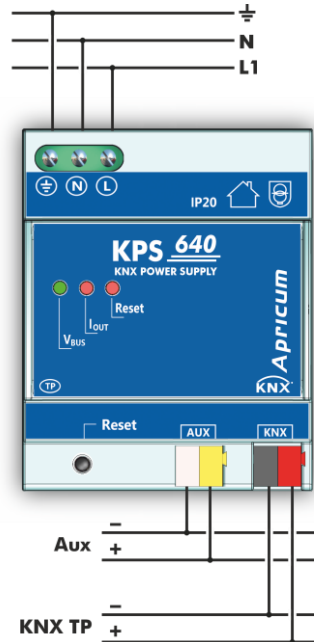 N
L1
N L
IP20
KPS 640
KNX POWER SUPPLY
Reset
IOUT
VBUS
Apricum
TP
KNX
Reset
AUX KNX
−
Aux +
−
KNX TP +